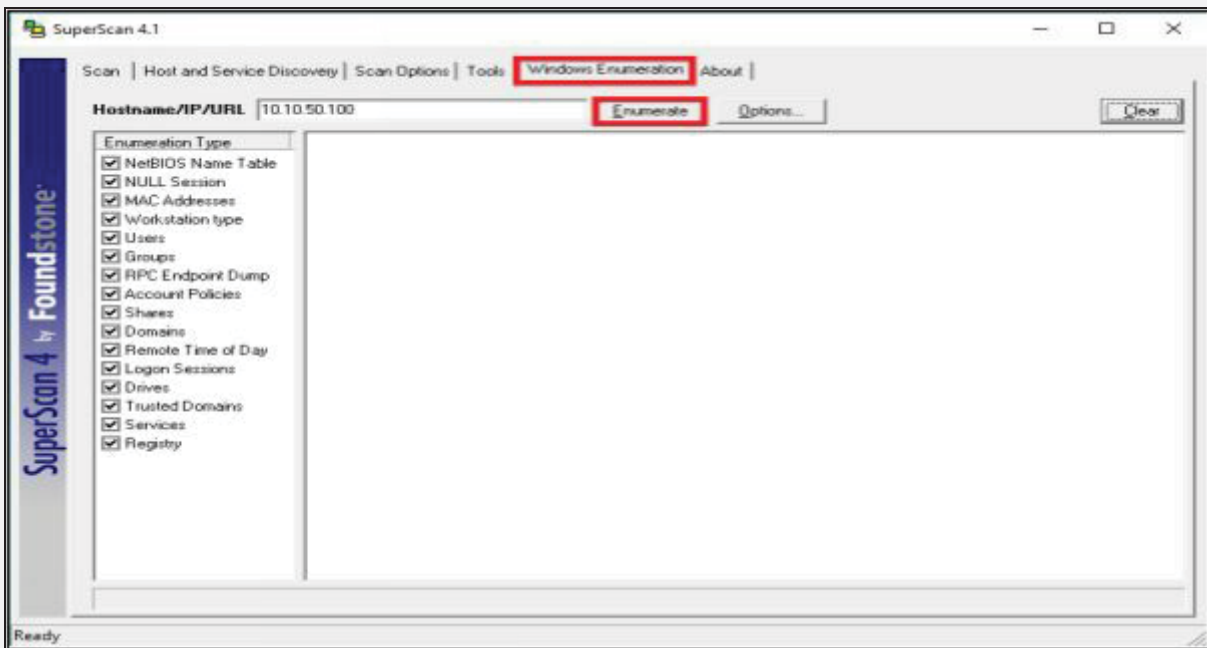 SuperScan 4.1
Scan | Host and Service Discovery | Scan Options | Tools | Windows Enumeration | About |
Hostname/IP/URL 10.10.50.100 Enumerate Options... Clear
Enumeration Type
NetBIOS Name Table
NULL Session
MAC Addresses
Workstation type
Users
Groups
RPC Endpoint Dump
Account Policies
Shares
Domains
Remote Time of Day
Logon Sessions
Drives
Trusted Domains
Services
Registry
SuperScan 4 by Foundstone
Ready